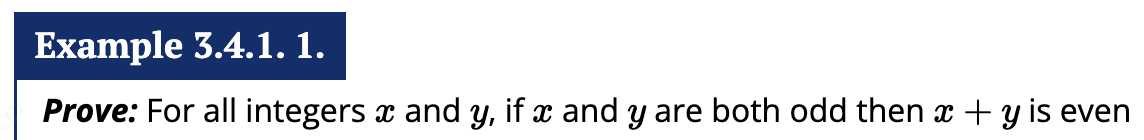 Example 3.4.1. 1.
Prove: For all integers x and y, if x and y are both odd then x + y is even